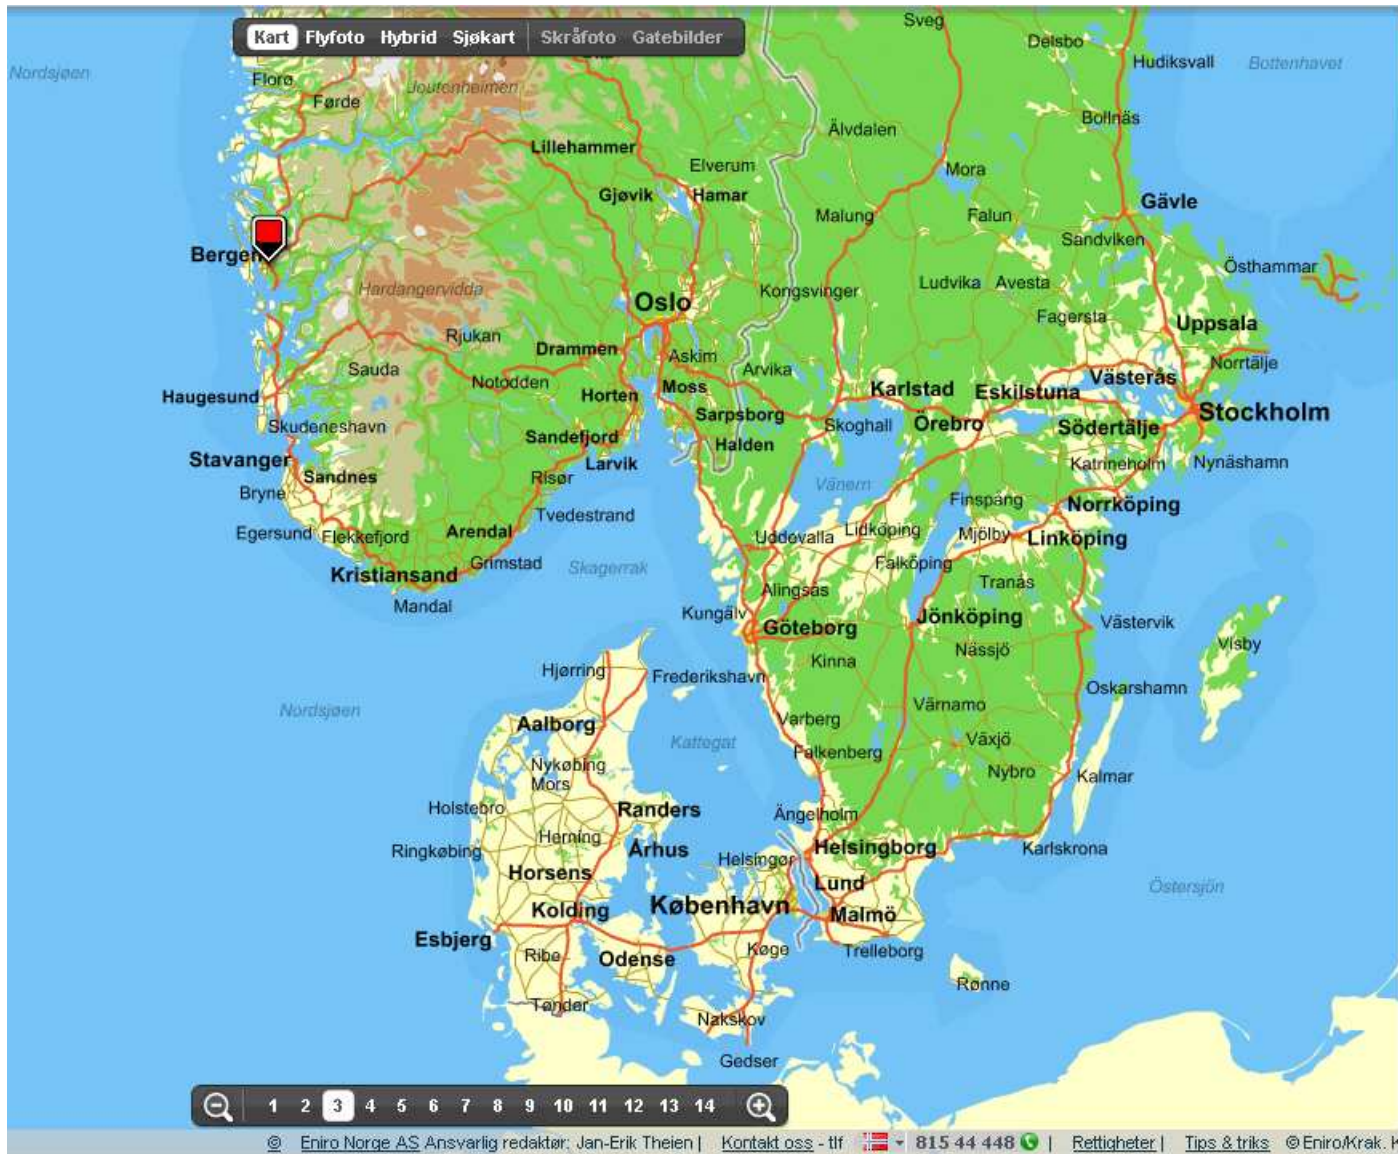 Kart Flyfoto Hybrid Sjøkart Skråfoto Gatebilder
Sveg
Delsbo
Hudiksvall
Bottenhavet
Nordsjøen
Florø
Førde
Joutenheimen
Bollnäs
Älvdalen
Lillehammer
Elverum
Mora
Gjøvik
Hamar
Malung
Falun
Gävle
Sandviken
Bergen
Östhammar
Hardangervidda
Oslo
Kongsvinger
Ludvika
Avesta
Fagersta
Uppsala
Rjukan
Drammen
Askim
Arvika
Norrtälje
Sauda
Notodden
Horten
Moss
Karlstad
Eskilstuna
Västerås
Haugesund
Sarpsborg
Stockholm
Skudeneshavn
Sandefjord
Halden
Skoghall
Örebro
Södertälje
Stavanger
Sandnes
Larvik
Katrineholm
Nynäshamn
Bryne
Risør
Vänern
Finspång
Norrköping
Tvedestrand
Egersund
Flekkefjord
Arendal
Uddevalla
Lidköping
Mjölby
Linköping
Grimstad
Skagerrak
Falköping
Kristiansand
Alingsås
Tranås
Mandal
Kungälv
Göteborg
Jönköping
Västervik
Nässjö
Visby
Kinna
Hjørring
Frederikshavn
Oskarshamn
Nordsjøen
Värnamo
Aalborg
Varberg
Kattegat
Växjö
Falkenberg
Nykøbing
Mors
Nybro
Kalmar
Holstebro
Randers
Ängelholm
Herning
Ringkøbing
Århus
Helsingør
Helsingborg
Karlskrona
Horsens
Lund
Östersjön
Kolding
København
Malmö
Esbjerg
Ribe
Odense
Køge
Trelleborg
Rønne
Tønder
Nakskov
Gedser
1 2 3 4 5 6 7 8 9 10 11 12 13 14
© Eniro Norge AS Ansvarlig redaktør: Jan-Erik Theien | Kontakt oss - tlf 815 44 448 | Rettigheter | Tips & triks © Eniro/Krak.